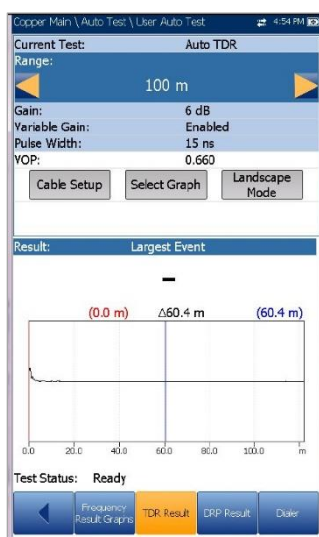 Copper Main \ Auto Test \ User Auto Test 4:54 PM
Current Test: Auto TDR
Range:
100 m
Gain: 6 dB
Variable Gain: Enabled
Pulse Width: 15 ns
VOP: 0.660
Cable Setup Select Graph Landscape Mode
Result: Largest Event
–
(0.0 m) Δ60.4 m (60.4 m)
0.0 20.0 40.0 60.0 80.0 100.0 m
Test Status: Ready
Frequency Result Graphs TDR Result DRP Result Dialer